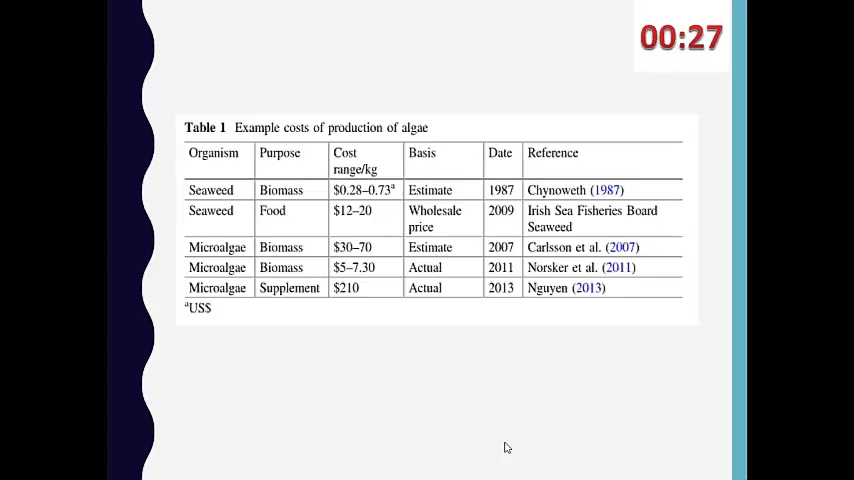 00:27
Table 1 Example costs of production of algae
Organism Purpose Cost range/kg Basis Date Reference
Seaweed Biomass $0.28–0.73a Estimate 1987 Chynoweth (1987)
Seaweed Food $12–20 Wholesale price 2009 Irish Sea Fisheries Board Seaweed
Microalgae Biomass $30–70 Estimate 2007 Carlsson et al. (2007)
Microalgae Biomass $5–7.30 Actual 2011 Norsker et al. (2011)
Microalgae Supplement $210 Actual 2013 Nguyen (2013)
aUS$